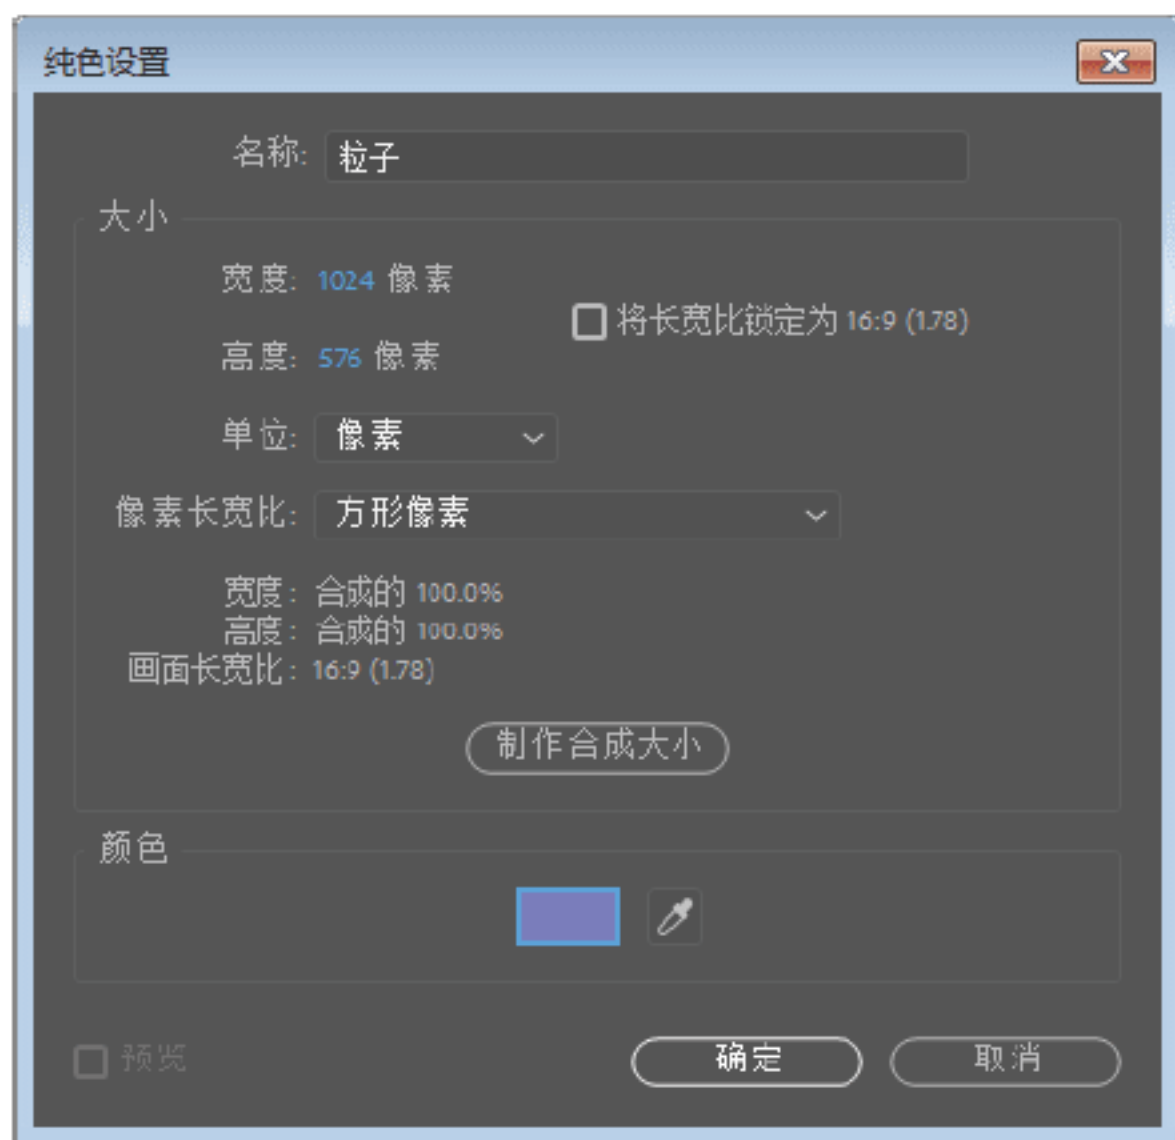 纯色设置
名称: 粒子
大小
宽度: 1024 像素
将长宽比锁定为 16:9 (1.78)
高度: 576 像素
单位: 像素
像素长宽比: 方形像素
宽度: 合成的 100.0%
高度: 合成的 100.0%
画面长宽比: 16:9 (1.78)
制作合成大小
颜色
预览
确定
取消